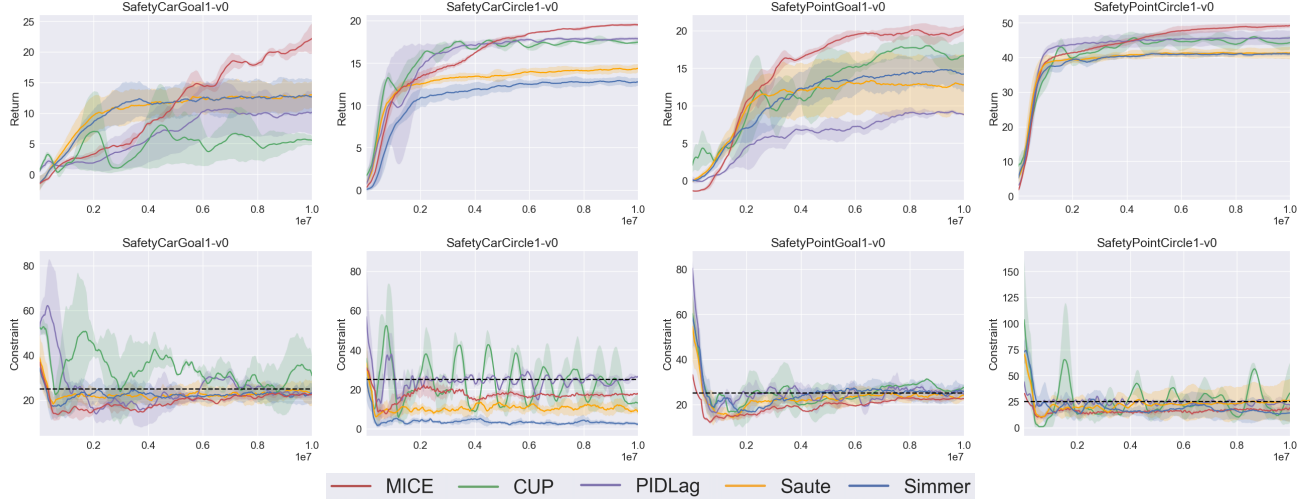 SafetyCarGoal1-v0
Return
25
20
15
10
5
0
0.2 0.4 0.6 0.8 1.0
1e7
SafetyCarCircle1-v0
Return
20
15
10
5
0
0.2 0.4 0.6 0.8 1.0
1e7
SafetyPointGoal1-v0
Return
20
15
10
5
0
0.2 0.4 0.6 0.8 1.0
1e7
SafetyPointCircle1-v0
Return
50
40
30
20
10
0
0.2 0.4 0.6 0.8 1.0
1e7
SafetyCarGoal1-v0
Constraint
80
60
40
20
0.2 0.4 0.6 0.8 1.0
1e7
SafetyCarCircle1-v0
Constraint
80
60
40
20
0
0.2 0.4 0.6 0.8 1.0
1e7
SafetyPointGoal1-v0
Constraint
80
60
40
20
0.2 0.4 0.6 0.8 1.0
1e7
SafetyPointCircle1-v0
Constraint
150
125
100
75
50
25
0
0.2 0.4 0.6 0.8 1.0
1e7
MICE CUP PIDLag Saute Simmer